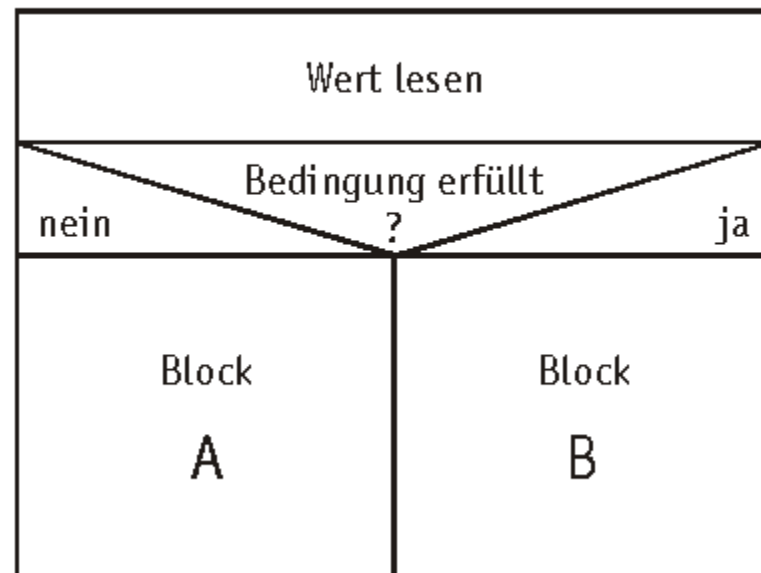 Wert lesen
Bedingung erfüllt
nein ? ja
Block Block
A B